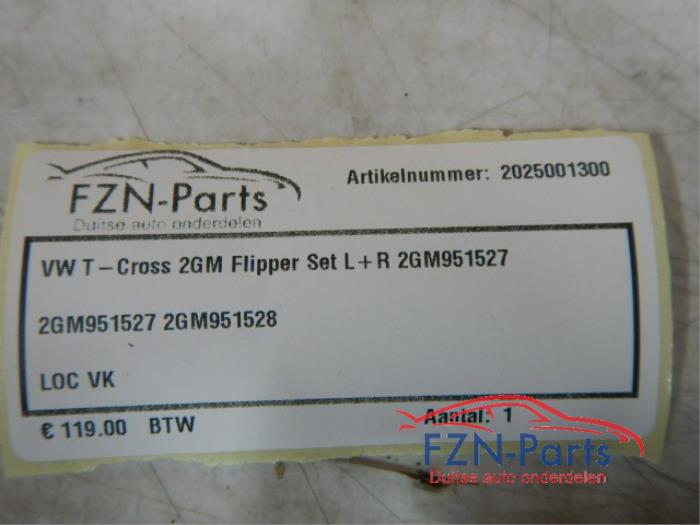 FZN-Parts
Duitse auto onderdelen
Artikelnummer: 2025001300
VW T-Cross 2GM Flipper Set L+R 2GM951527
2GM951527 2GM951528
LOC VK
€ 119.00 BTW
Aantal: 1
FZN-Parts
Duitse auto onderdelen